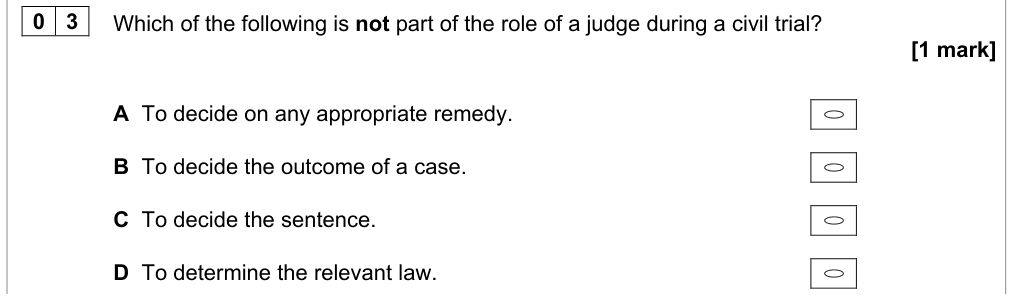 0 3 Which of the following is not part of the role of a judge during a civil trial?
[1 mark]
A To decide on any appropriate remedy.
B To decide the outcome of a case.
C To decide the sentence.
D To determine the relevant law.